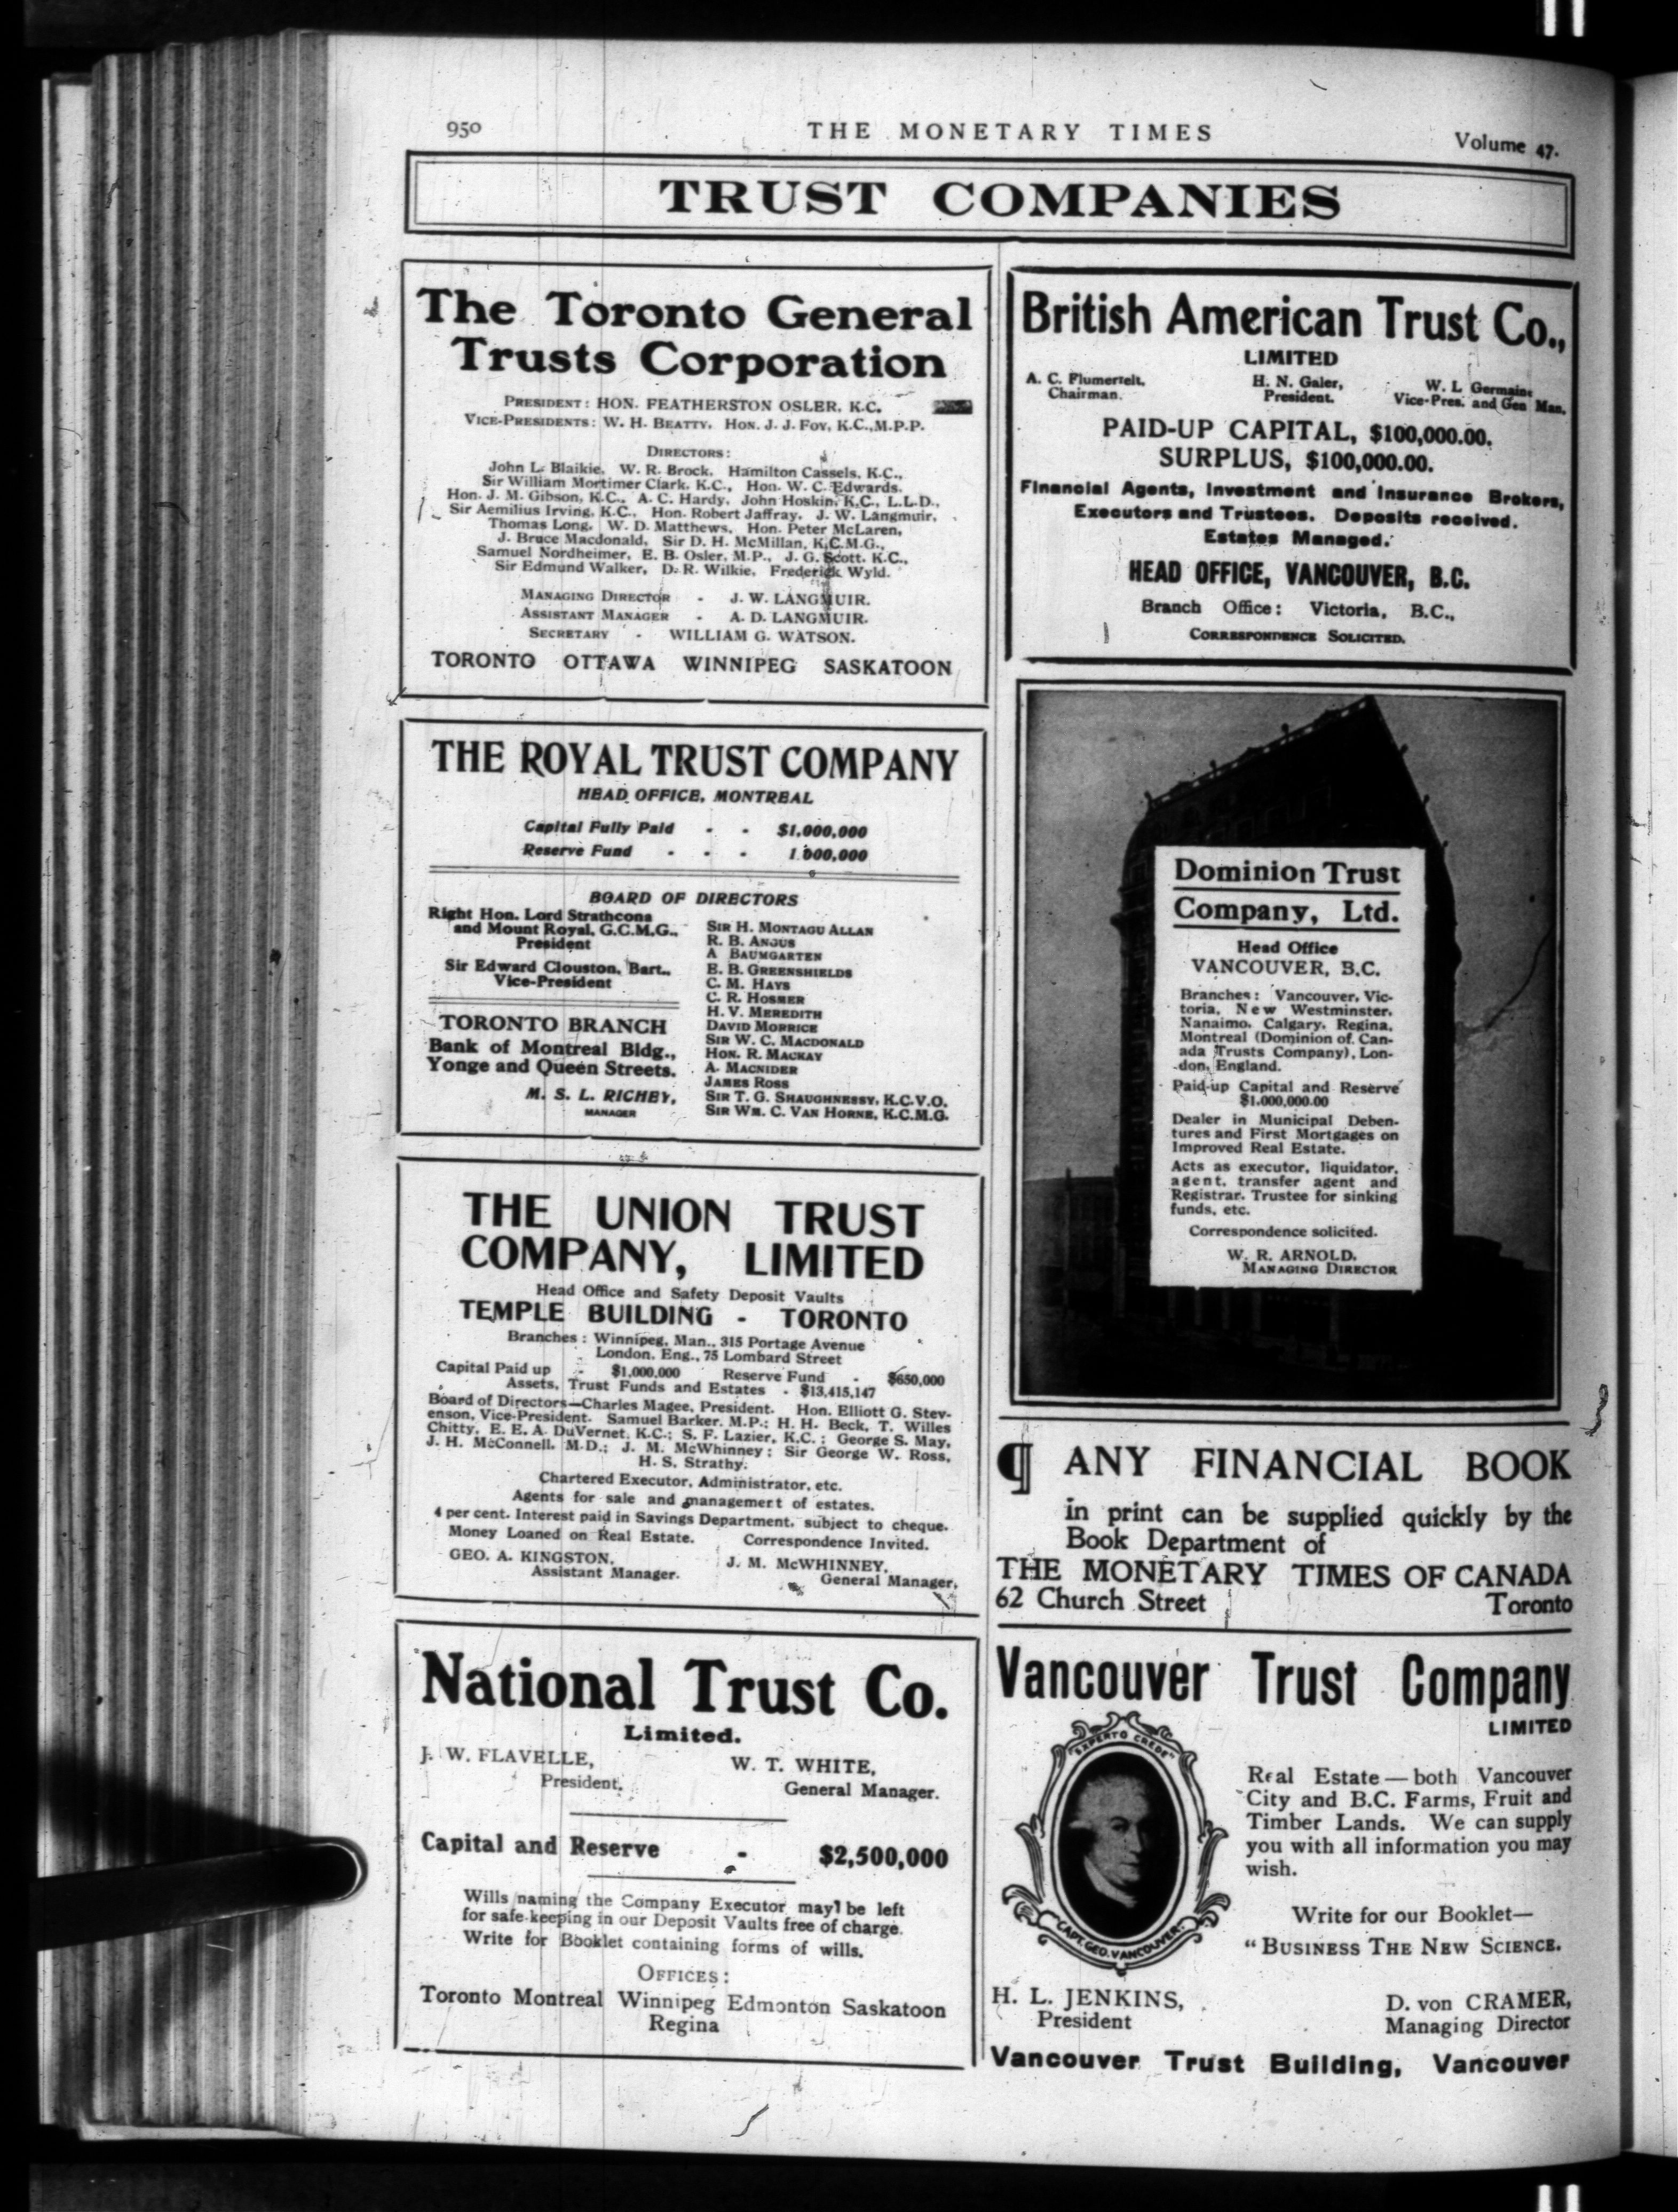 950
THE MONETARY TIMES
Volume 47.
TRUST COMPANIES
The Toronto General
Trusts Corporation
PRESIDENT: HON. FEATHERSTON OSLER, K.C.
VICE-PRESIDENTS: W. H. BEATTY, HON. J. J. FOY, K.C., M.P.P.
DIRECTORS:
John L. Blaikie, W. R. Brock, Hamilton Cassels, K.C.,
Sir William Mortimer Clark, K.C., Hon. W. C. Edwards,
Hon. J. M. Gibson, K.C., A. C. Hardy, John Hoskin, K.C., L.L.D.,
Sir Aemilius Irving, K.C., Hon. Robert Jaffray, J. W. Langmuir,
Thomas Long, W. D. Matthews, Hon. Peter McLaren,
J. Bruce Macdonald, Sir D. H. McMillan, K.C.M.G.,
Samuel Nordheimer, E. B. Osler, M.P., J. G. Scott, K.C.,
Sir Edmund Walker, D. R. Wilkie, Frederick Wyld.
MANAGING DIRECTOR - J. W. LANGMUIR.
ASSISTANT MANAGER - A. D. LANGMUIR.
SECRETARY - WILLIAM G. WATSON.
TORONTO OTTAWA WINNIPEG SASKATOON
THE ROYAL TRUST COMPANY
HEAD OFFICE, MONTREAL
Capital Fully Paid - - $1,000,000
Reserve Fund - - - 1,000,000
BOARD OF DIRECTORS
Right Hon. Lord Strathcona
and Mount Royal, G.C.M.G.,
President
Sir Edward Clouston, Bart.,
Vice-President
TORONTO BRANCH
Bank of Montreal Bldg.,
Yonge and Queen Streets.
M. S. L. RICHEY,
MANAGER
SIR H. MONTAGU ALLAN
R. B. ANGUS
A BAUMGARTEN
E. B. GREENSHIELDS
C. M. HAYS
C. R. HOSMER
H. V. MEREDITH
DAVID MORRICE
SIR W. C. MACDONALD
HON. R. MACKAY
A. MACNIDER
JAMES ROSS
SIR T. G. SHAUGHNESSY, K.C.V.O.
SIR WM. C. VAN HORNE, K.C.M.G.
THE UNION TRUST
COMPANY, LIMITED
Head Office and Safety Deposit Vaults
TEMPLE BUILDING - TORONTO
Branches: Winnipeg, Man., 315 Portage Avenue
London, Eng., 75 Lombard Street
Capital Paid up - $1,000,000 Reserve Fund - $650,000
Assets, Trust Funds and Estates - $13,415,147
Board of Directors—Charles Magee, President. Hon. Elliott G. Stev-
enson, Vice-President. Samuel Barker, M.P.; H. H. Beck, T. Willes
Chitty, E. E. A. DuVernet, K.C.; S. F. Lazier, K.C.; George S. May,
J. H. McConnell, M.D.; J. M. McWhinney; Sir George W. Ross,
H. S. Strathy.
Chartered Executor, Administrator, etc.
Agents for sale and management of estates.
4 per cent. Interest paid in Savings Department, subject to cheque.
Money Loaned on Real Estate. Correspondence Invited.
GEO. A. KINGSTON, J. M. McWHINNEY,
Assistant Manager. General Manager.
National Trust Co.
Limited.
J. W. FLAVELLE, W. T. WHITE,
President. General Manager.
Capital and Reserve - $2,500,000
Wills naming the Company Executor may be left
for safe-keeping in our Deposit Vaults free of charge.
Write for Booklet containing forms of wills.
OFFICES:
Toronto Montreal Winnipeg Edmonton Saskatoon
Regina
British American Trust Co.,
LIMITED
A. C. Flumerfelt, H. N. Galer, W. L Germaine
Chairman. President. Vice-Pres. and Gen Man.
PAID-UP CAPITAL, $100,000.00.
SURPLUS, $100,000.00.
Financial Agents, Investment and Insurance Brokers,
Executors and Trustees. Deposits received.
Estates Managed.
HEAD OFFICE, VANCOUVER, B.C.
Branch Office: Victoria, B.C.,
CORRESPONDENCE SOLICITED.
Dominion Trust
Company, Ltd.
Head Office
VANCOUVER, B.C.
Branches: Vancouver, Vic-
toria, New Westminster,
Nanaimo, Calgary, Regina,
Montreal (Dominion of Can-
ada Trusts Company), Lon-
don, England.
Paid-up Capital and Reserve
$1,000,000.00
Dealer in Municipal Deben-
tures and First Mortgages on
Improved Real Estate.
Acts as executor, liquidator,
agent, transfer agent and
Registrar. Trustee for sinking
funds, etc.
Correspondence solicited.
W. R. ARNOLD,
MANAGING DIRECTOR
¶ ANY FINANCIAL BOOK
in print can be supplied quickly by the
Book Department of
THE MONETARY TIMES OF CANADA
62 Church Street Toronto
Vancouver Trust Company
LIMITED
"EXPERTO CREDE"
CAPT. GEO. VANCOUVER.
Real Estate—both Vancouver
City and B.C. Farms, Fruit and
Timber Lands. We can supply
you with all information you may
wish.
Write for our Booklet—
"BUSINESS THE NEW SCIENCE.
H. L. JENKINS, D. von CRAMER,
President Managing Director
Vancouver Trust Building, Vancouver